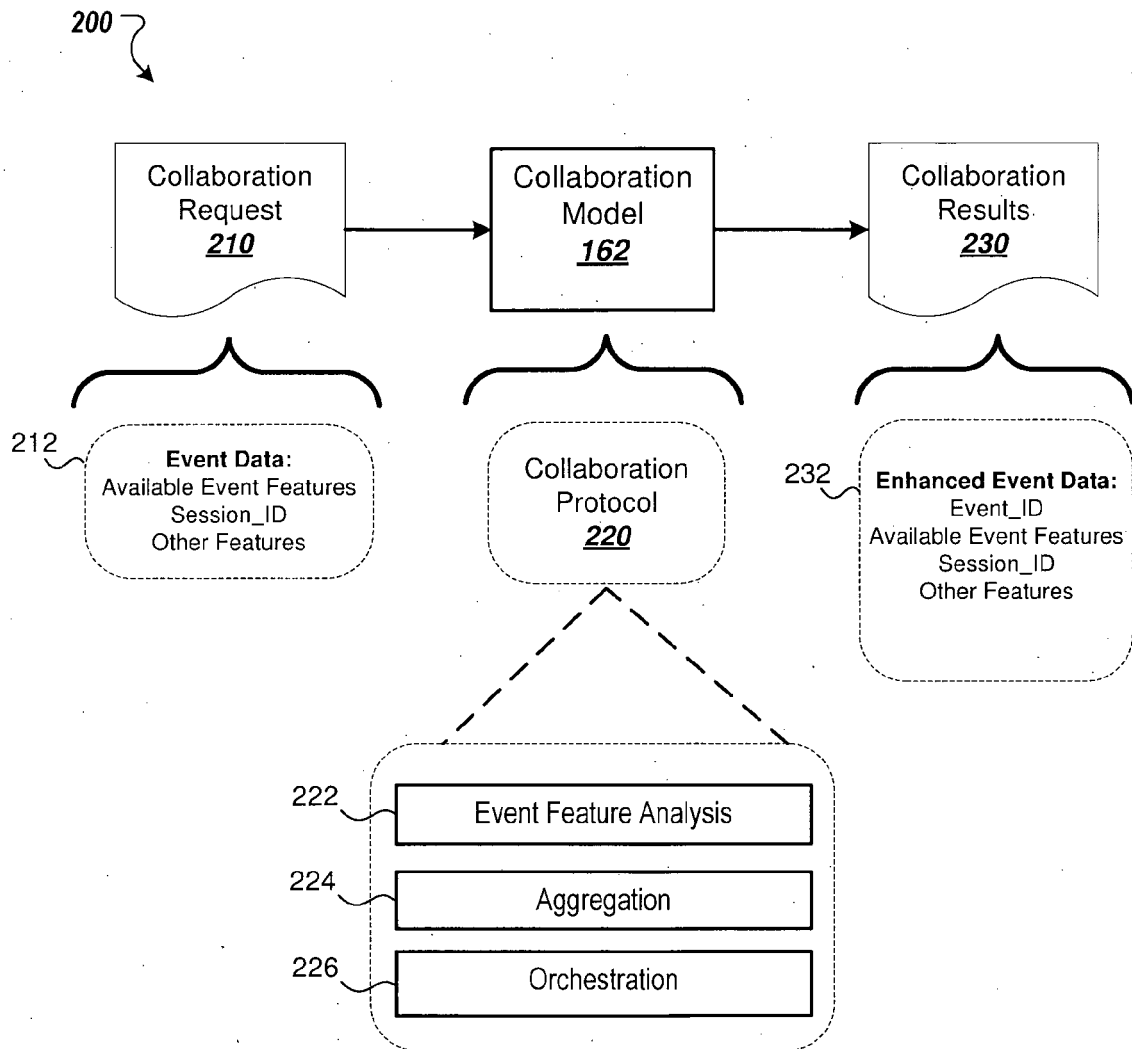 200
Collaboration
Request
210
Collaboration
Model
162
Collaboration
Results
230
212
Event Data:
Available Event Features
Session_ID
Other Features
Collaboration
Protocol
220
232
Enhanced Event Data:
Event_ID
Available Event Features
Session_ID
Other Features
222
Event Feature Analysis
224
Aggregation
226
Orchestration